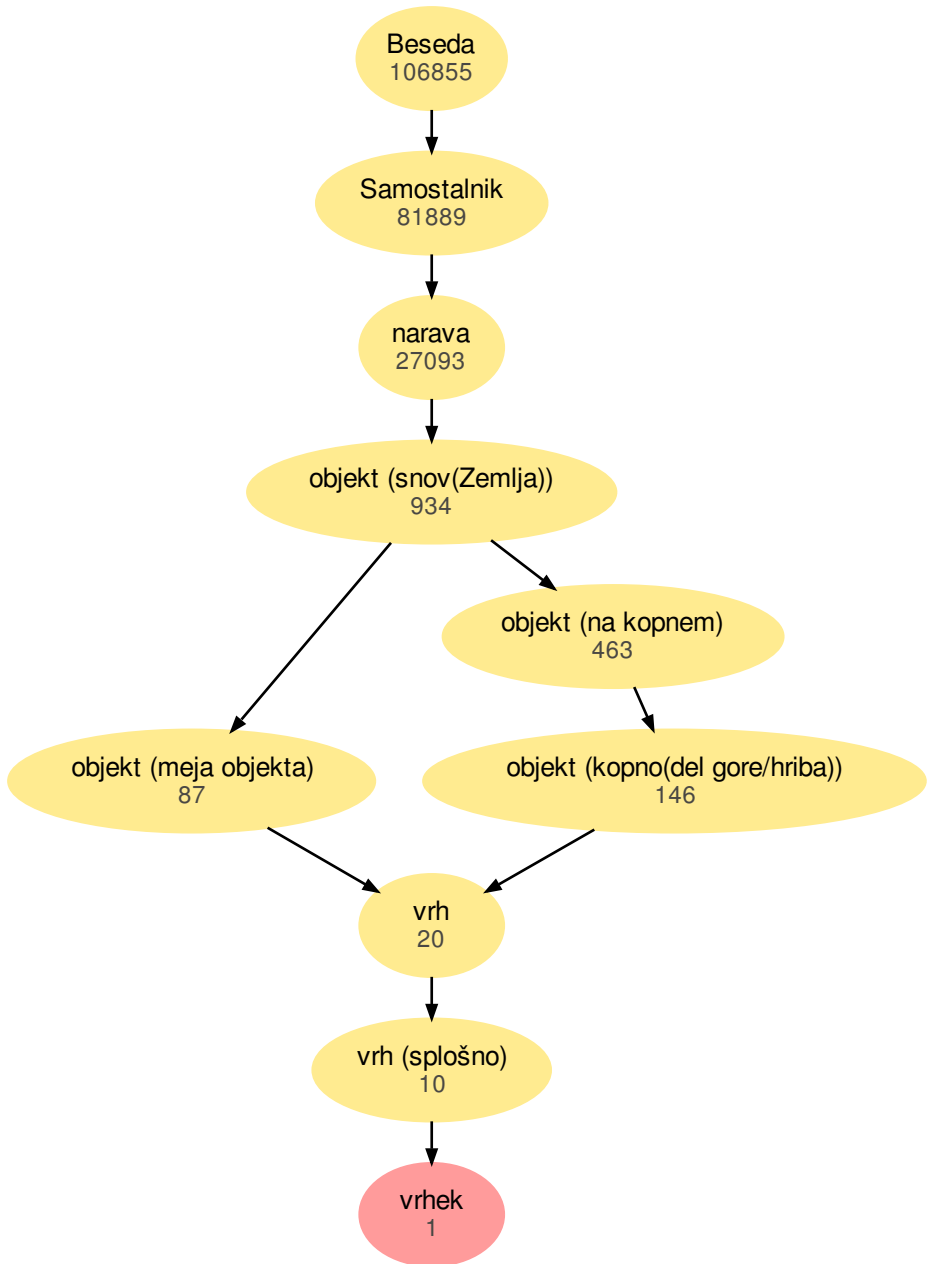 Beseda
106855
Samostalnik
81889
narava
27093
objekt (snov(Zemlja))
934
objekt (na kopnem)
463
objekt (meja objekta)
87
objekt (kopno(del gore/hriba))
146
vrh
20
vrh (splošno)
10
vrhek
1